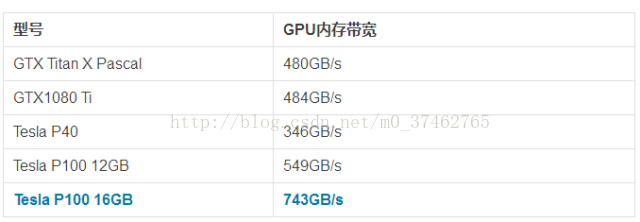 型号 GPU内存带宽
GTX Titan X Pascal 480GB/s
GTX1080 Ti 484GB/s
http://blog.csdn.net/m0_37462765
Tesla P40 346GB/s
Tesla P100 12GB 549GB/s
Tesla P100 16GB 743GB/s